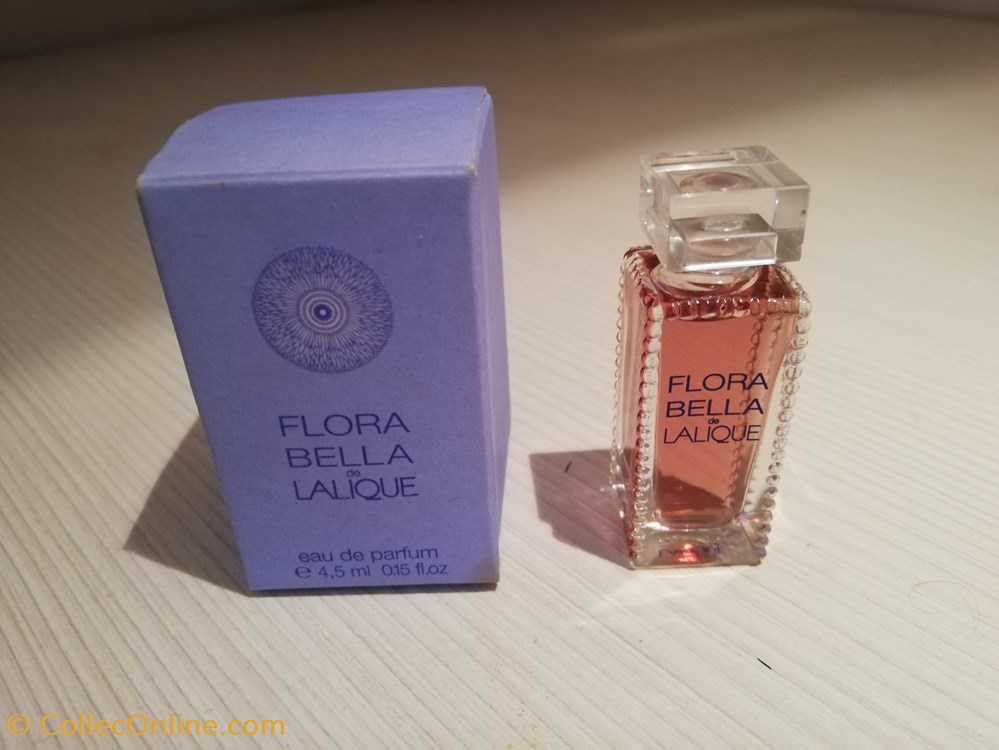 FLORA
BELLA
de
LALIQUE
eau de parfum
e 4,5 ml 0.15 fl.oz
FLORA
BELLA
de
LALIQUE
© CollecOnline.com